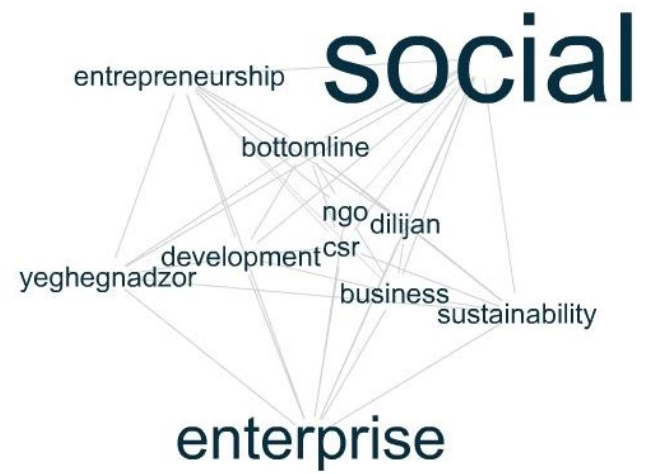 social
entrepreneurship
bottomline
ngo
dilijan
csr
development
yeghegnadzor
business
sustainability
enterprise